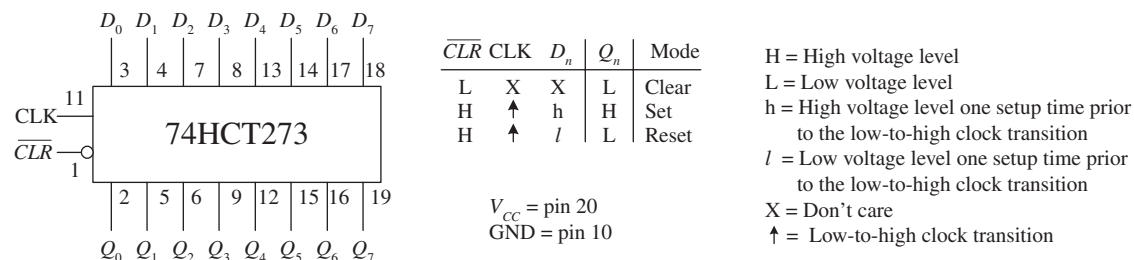 D₀ D₁ D₂ D₃ D₄ D₅ D₆ D₇
3 4 7 8 13 14 17 18
11
CLK
74HCT273
CLR̅
1
2 5 6 9 12 15 16 19
Q₀ Q₁ Q₂ Q₃ Q₄ Q₅ Q₆ Q₇
CLR̅ CLK Dₙ Qₙ Mode
L X X L Clear
H ↑ h H Set
H ↑ l L Reset
V_CC = pin 20
GND = pin 10
H = High voltage level
L = Low voltage level
h = High voltage level one setup time prior
to the low-to-high clock transition
l = Low voltage level one setup time prior
to the low-to-high clock transition
X = Don't care
↑ = Low-to-high clock transition